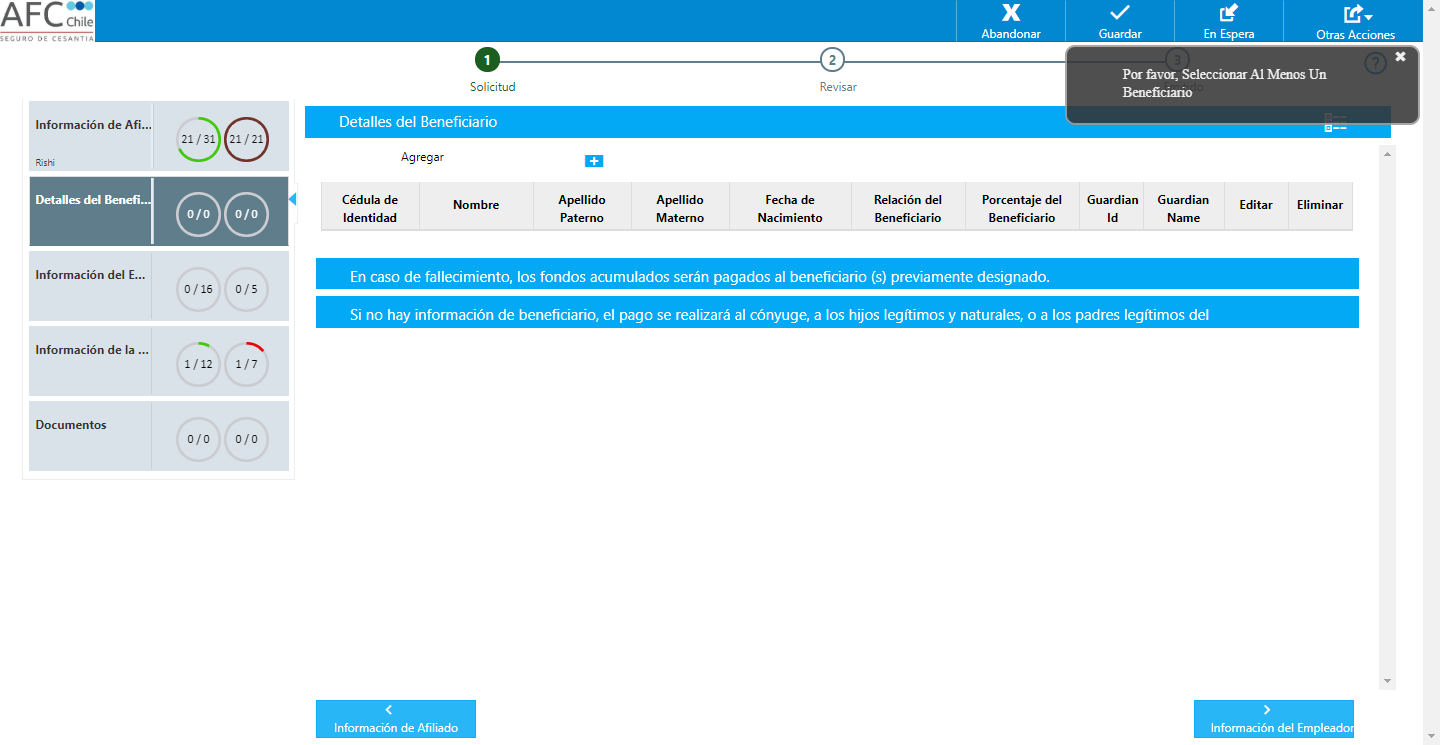 AFC
Chile
SEGURO DE CESANTIA
Abandonar
Guardar
En Espera
Otras Acciones
1
2
3
Solicitud
Revisar
?
Por favor, Seleccionar Al Menos Un
Beneficiario
Información de Afi...
21 / 31
21 / 21
Rishi
Detalles del Benefi...
0 / 0
0 / 0
Información del E...
0 / 16
0 / 5
Información de la ...
1 / 12
1 / 7
Documentos
0 / 0
0 / 0
Detalles del Beneficiario
Agregar
Cédula de
Identidad
Nombre
Apellido
Paterno
Apellido
Materno
Fecha de
Nacimiento
Relación del
Beneficiario
Porcentaje del
Beneficiario
Guardian
Id
Guardian
Name
Editar
Eliminar
En caso de fallecimiento, los fondos acumulados serán pagados al beneficiario (s) previamente designado.
Si no hay información de beneficiario, el pago se realizará al cónyuge, a los hijos legítimos y naturales, o a los padres legítimos del
Información de Afiliado
Información del Empleador